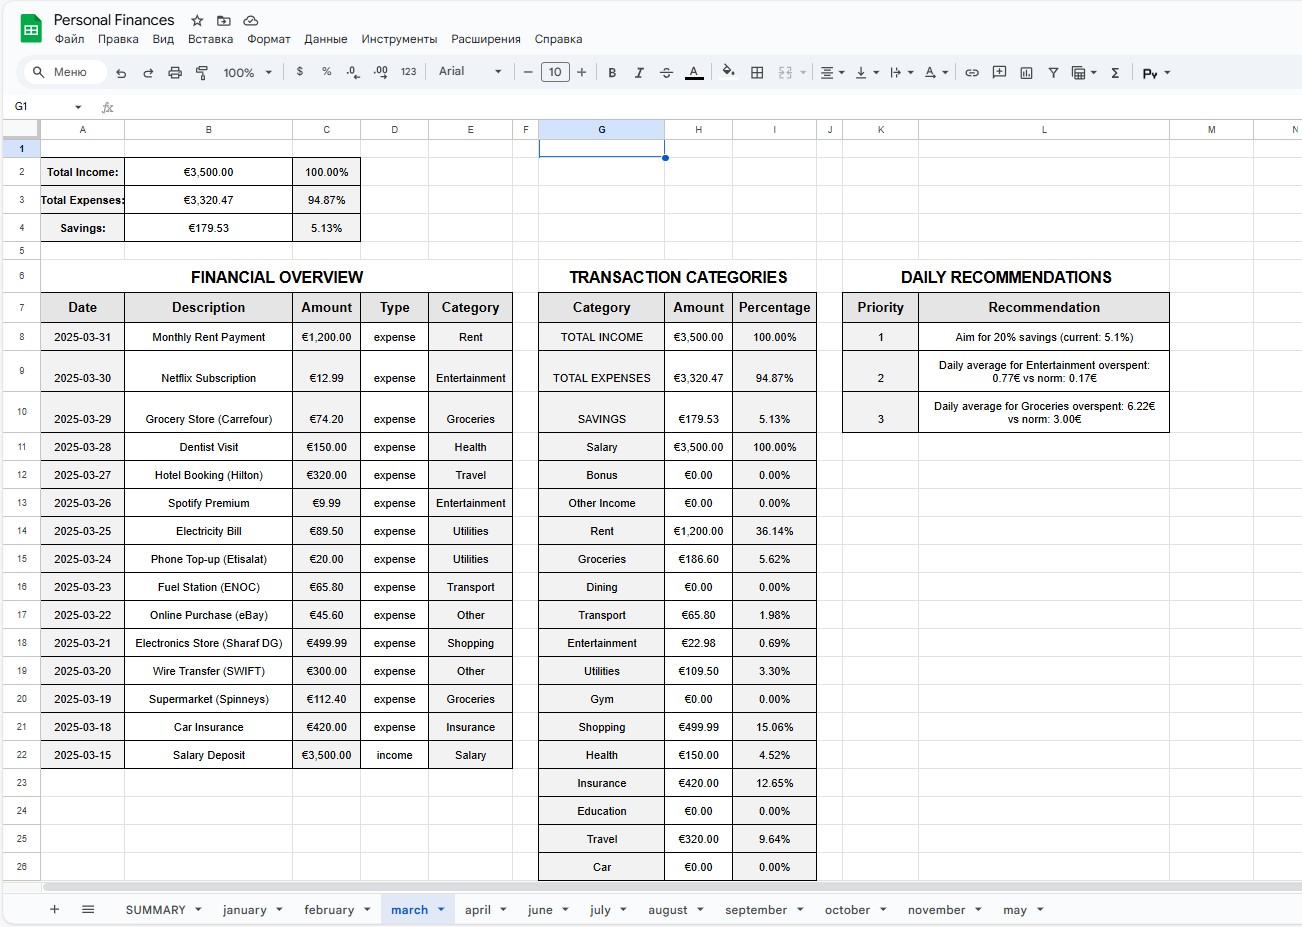 Personal Finances
Файл Правка Вид Вставка Формат Данные Инструменты Расширения Справка
Меню 100% $ % .0 .00 123 Arial 10 B I A Σ
G1 fx
A B C D E F G H I J K L M N
1
2 Total Income: €3,500.00 100.00%
3 Total Expenses: €3,320.47 94.87%
4 Savings: €179.53 5.13%
5
6 FINANCIAL OVERVIEW TRANSACTION CATEGORIES DAILY RECOMMENDATIONS
7 Date Description Amount Type Category Category Amount Percentage Priority Recommendation
8 2025-03-31 Monthly Rent Payment €1,200.00 expense Rent TOTAL INCOME €3,500.00 100.00% 1 Aim for 20% savings (current: 5.1%)
9 2025-03-30 Netflix Subscription €12.99 expense Entertainment TOTAL EXPENSES €3,320.47 94.87% 2 Daily average for Entertainment overspent:
0.77€ vs norm: 0.17€
10 2025-03-29 Grocery Store (Carrefour) €74.20 expense Groceries SAVINGS €179.53 5.13% 3 Daily average for Groceries overspent: 6.22€
vs norm: 3.00€
11 2025-03-28 Dentist Visit €150.00 expense Health Salary €3,500.00 100.00%
12 2025-03-27 Hotel Booking (Hilton) €320.00 expense Travel Bonus €0.00 0.00%
13 2025-03-26 Spotify Premium €9.99 expense Entertainment Other Income €0.00 0.00%
14 2025-03-25 Electricity Bill €89.50 expense Utilities Rent €1,200.00 36.14%
15 2025-03-24 Phone Top-up (Etisalat) €20.00 expense Utilities Groceries €186.60 5.62%
16 2025-03-23 Fuel Station (ENOC) €65.80 expense Transport Dining €0.00 0.00%
17 2025-03-22 Online Purchase (eBay) €45.60 expense Other Transport €65.80 1.98%
18 2025-03-21 Electronics Store (Sharaf DG) €499.99 expense Shopping Entertainment €22.98 0.69%
19 2025-03-20 Wire Transfer (SWIFT) €300.00 expense Other Utilities €109.50 3.30%
20 2025-03-19 Supermarket (Spinneys) €112.40 expense Groceries Gym €0.00 0.00%
21 2025-03-18 Car Insurance €420.00 expense Insurance Shopping €499.99 15.06%
22 2025-03-15 Salary Deposit €3,500.00 income Salary Health €150.00 4.52%
23 Insurance €420.00 12.65%
24 Education €0.00 0.00%
25 Travel €320.00 9.64%
26 Car €0.00 0.00%
SUMMARY january february march april june july august september october november may